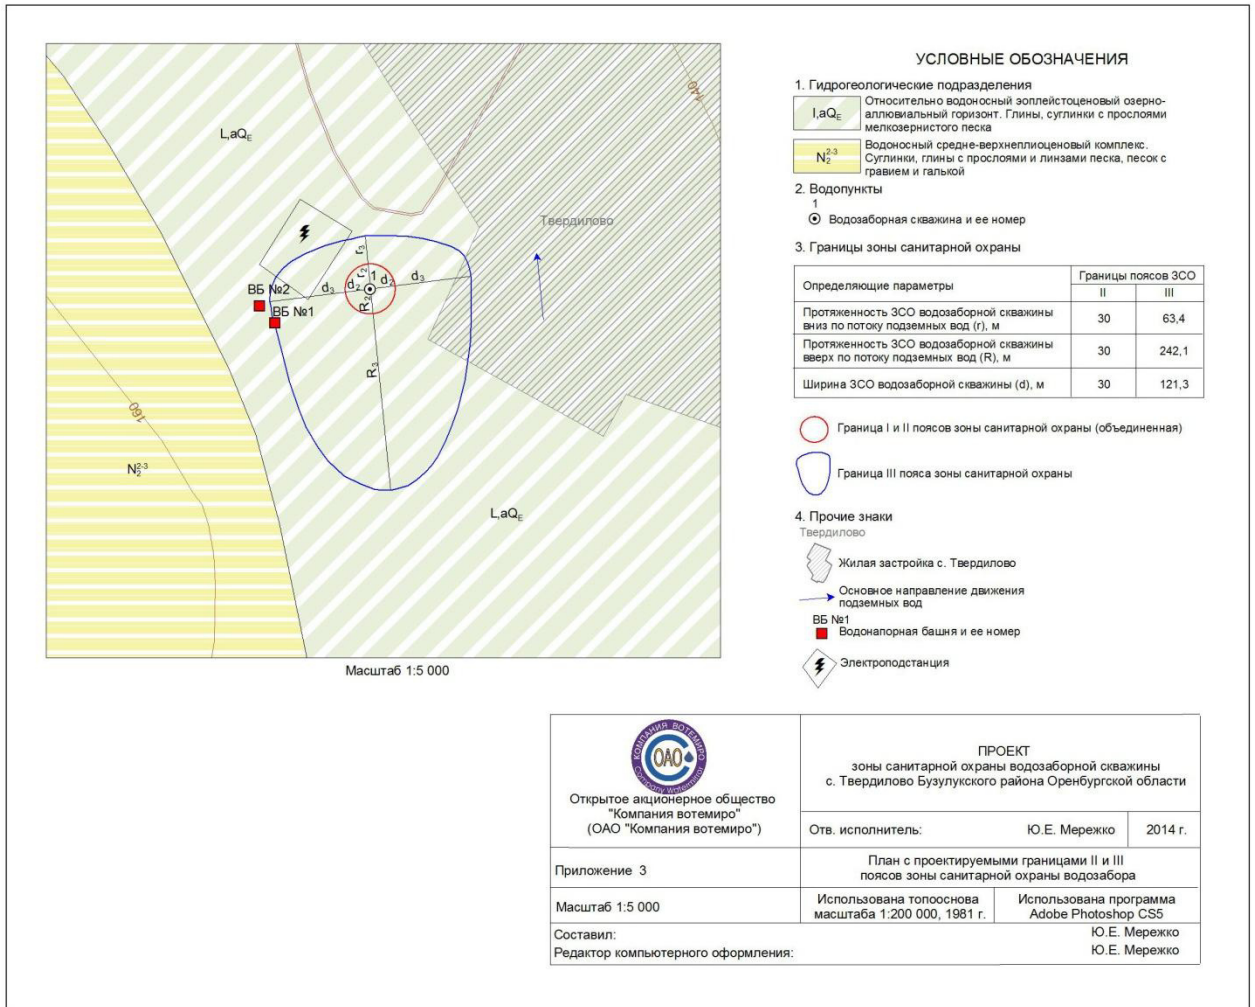 L,aQE
140
Твердилово
r3
r2
1
d3
d2
d2
d3
R2
R3
ВБ №2
ВБ №1
160
N2 2-3
L,aQE
Масштаб 1:5 000
УСЛОВНЫЕ ОБОЗНАЧЕНИЯ
1. Гидрогеологические подразделения
l,aQE
Относительно водоносный эоплейстоценовый озерно-
аллювиальный горизонт. Глины, суглинки с прослоями
мелкозернистого песка
N2 2-3
Водоносный средне-верхнеплиоценовый комплекс.
Суглинки, глины с прослоями и линзами песка, песок с
гравием и галькой
2. Водопункты
1
Водозаборная скважина и ее номер
3. Границы зоны санитарной охраны
Определяющие параметры
Границы поясов ЗСО
II III
Протяженность ЗСО водозаборной скважины
вниз по потоку подземных вод (r), м
30 63,4
Протяженность ЗСО водозаборной скважины
вверх по потоку подземных вод (R), м
30 242,1
Ширина ЗСО водозаборной скважины (d), м
30 121,3
Граница I и II поясов зоны санитарной охраны (объединенная)
Граница III пояса зоны санитарной охраны
4. Прочие знаки
Твердилово
Жилая застройка с. Твердилово
Основное направление движения
подземных вод
ВБ №1
Водонапорная башня и ее номер
Электроподстанция
КОМПАНИЯ ВОТЕМИРО
ОАО
Company Watemiro
Открытое акционерное общество
"Компания вотемиро"
(ОАО "Компания вотемиро")
ПРОЕКТ
зоны санитарной охраны водозаборной скважины
с. Твердилово Бузулукского района Оренбургской области
Отв. исполнитель: Ю.Е. Мережко 2014 г.
Приложение 3
План с проектируемыми границами II и III
поясов зоны санитарной охраны водозабора
Масштаб 1:5 000
Использована топооснова
масштаба 1:200 000, 1981 г.
Использована программа
Adobe Photoshop CS5
Составил: Ю.Е. Мережко
Редактор компьютерного оформления: Ю.Е. Мережко